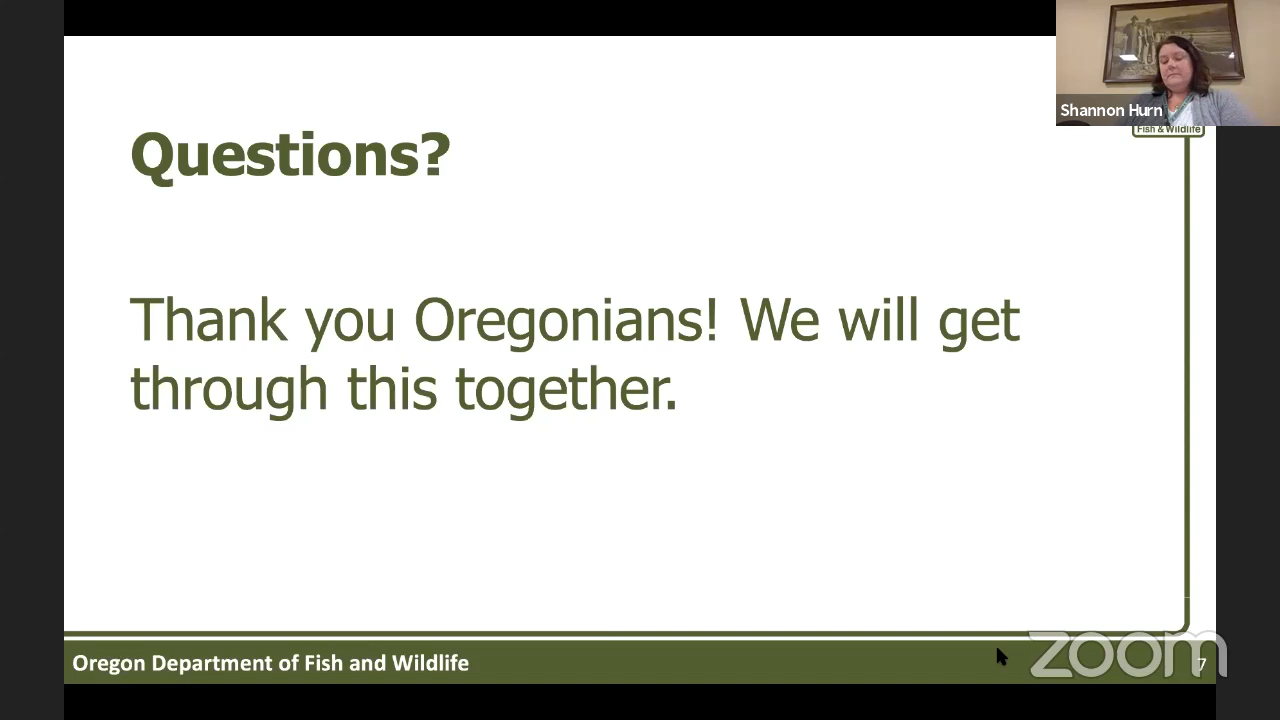 Shannon Hurn
Fish & Wildlife
Questions?
Thank you Oregonians! We will get
through this together.
Oregon Department of Fish and Wildlife
zoom
7